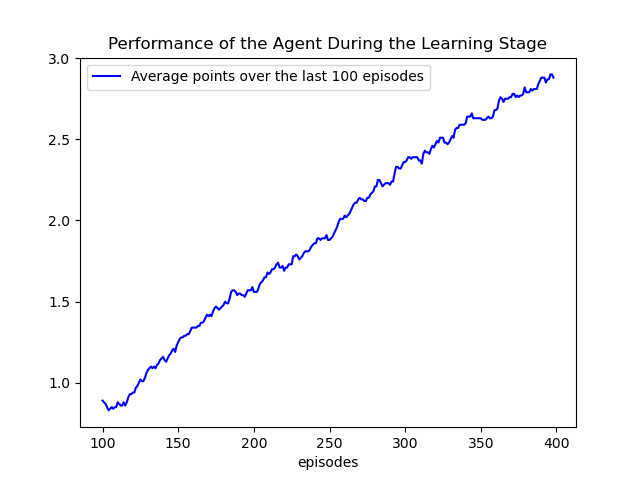 Performance of the Agent During the Learning Stage
3.0
Average points over the last 100 episodes
2.5
2.0
1.5
1.0
100 150 200 250 300 350 400
episodes